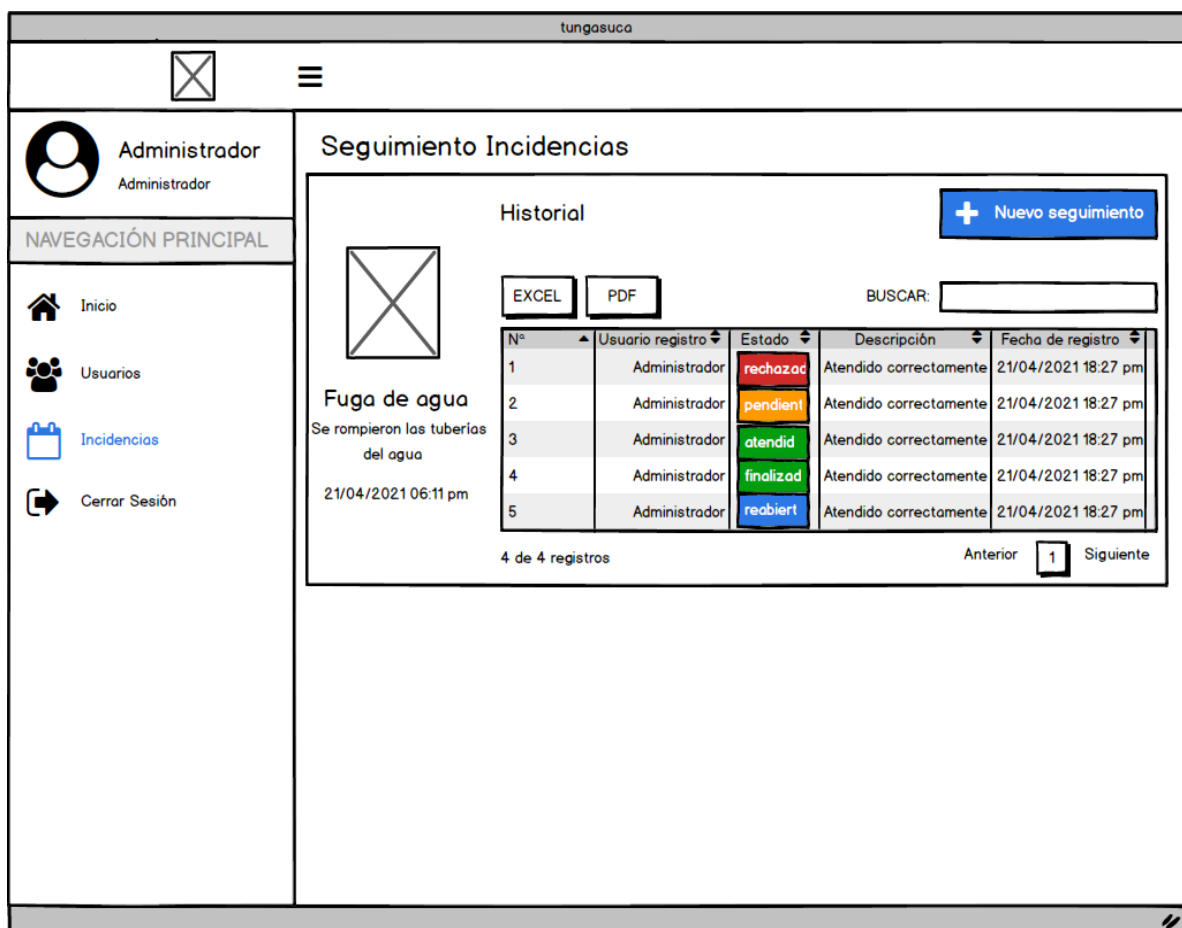 tungasuca
Administrador
Administrador
NAVEGACIÓN PRINCIPAL
Inicio
Usuarios
Incidencias
Cerrar Sesión
Seguimiento Incidencias
Fuga de agua
Se rompieron las tuberías
del agua
21/04/2021 06:11 pm
Historial
Nuevo seguimiento
EXCEL PDF BUSCAR:
Nº Usuario registro Estado Descripción Fecha de registro
1 Administrador rechazad Atendido correctamente 21/04/2021 18:27 pm
2 Administrador pendient Atendido correctamente 21/04/2021 18:27 pm
3 Administrador atendid Atendido correctamente 21/04/2021 18:27 pm
4 Administrador finalizad Atendido correctamente 21/04/2021 18:27 pm
5 Administrador reabiert Atendido correctamente 21/04/2021 18:27 pm
4 de 4 registros Anterior 1 Siguiente